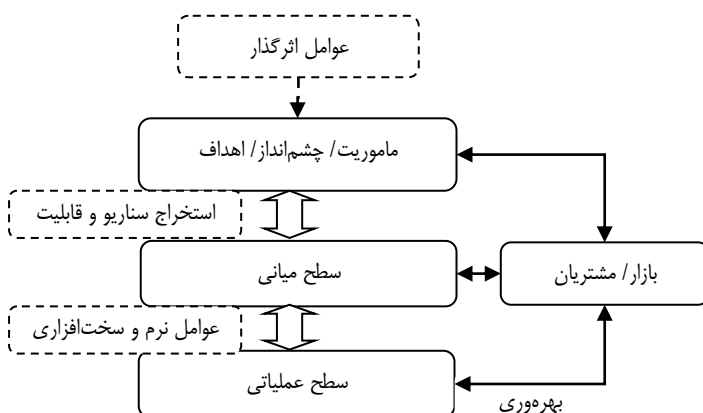 عوامل اثرگذار
ماموریت/ چشم‌انداز/ اهداف
استخراج سناریو و قابلیت
سطح میانی
بازار/ مشتریان
عوامل نرم و سخت‌افزاری
سطح عملیاتی
بهره‌وری